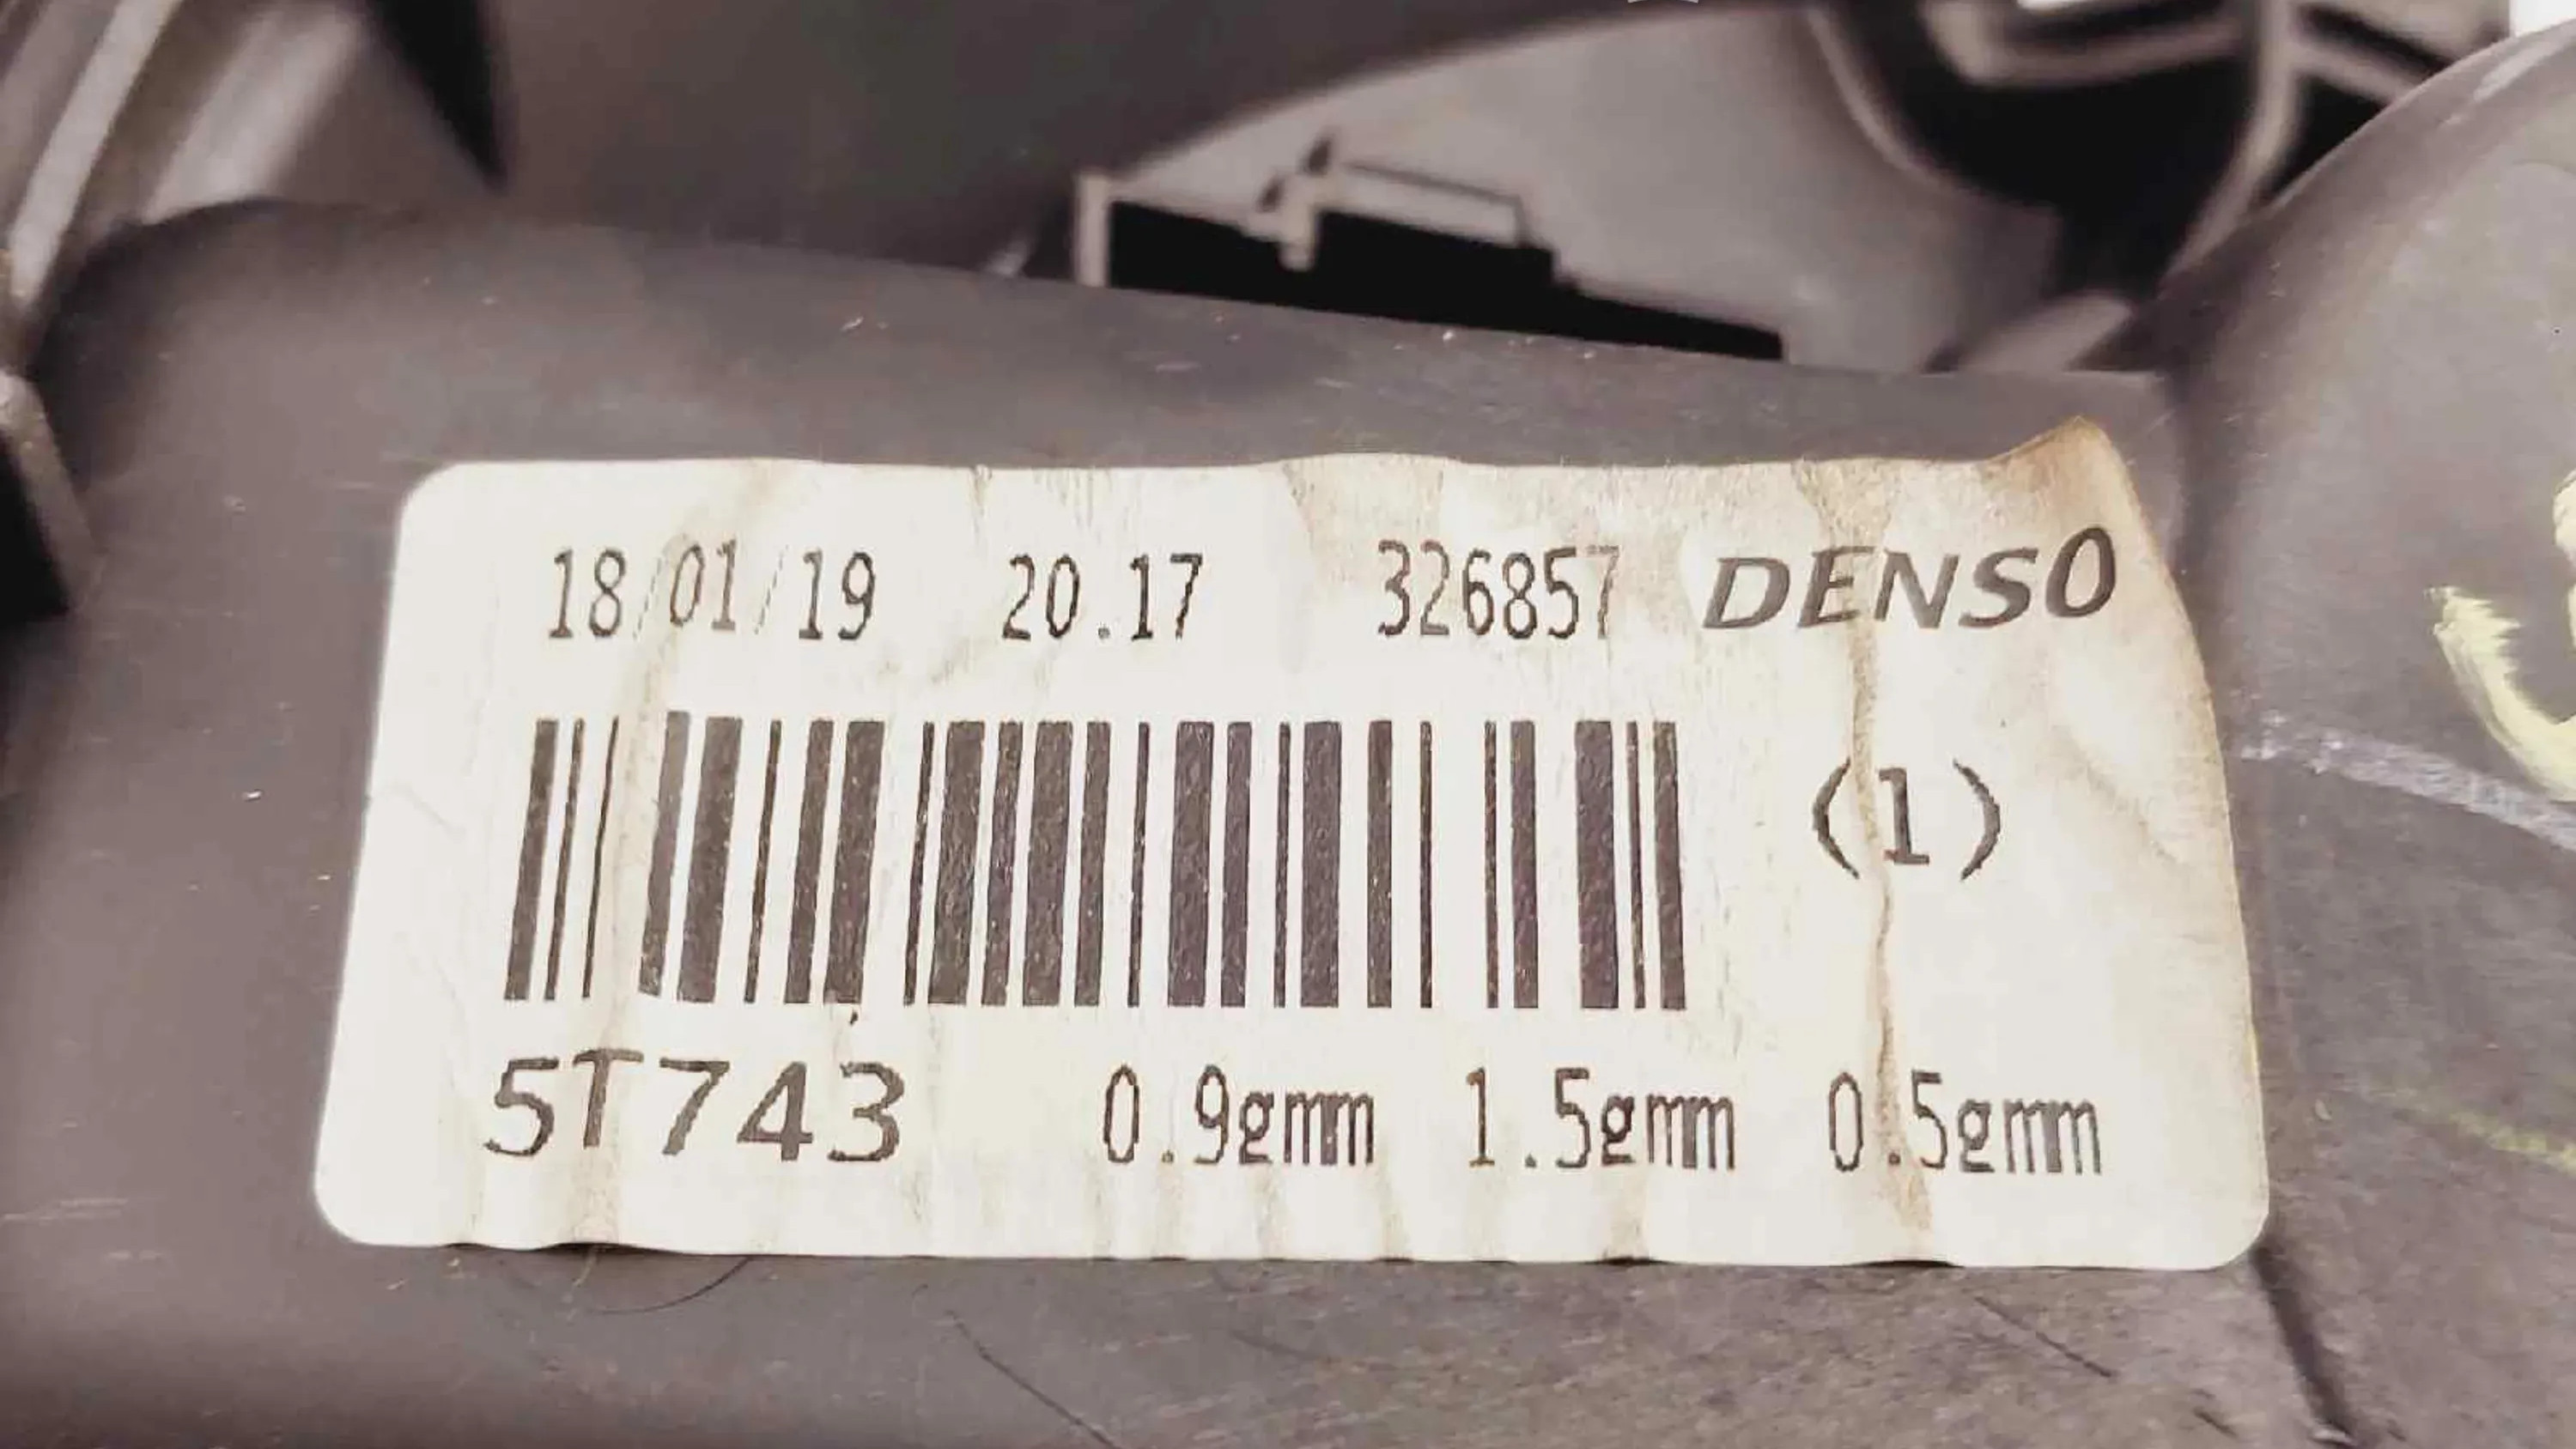 18/01/19 20.17 326857 DENSO
(1)
5T743 0.9gmm 1.5gmm 0.5gmm